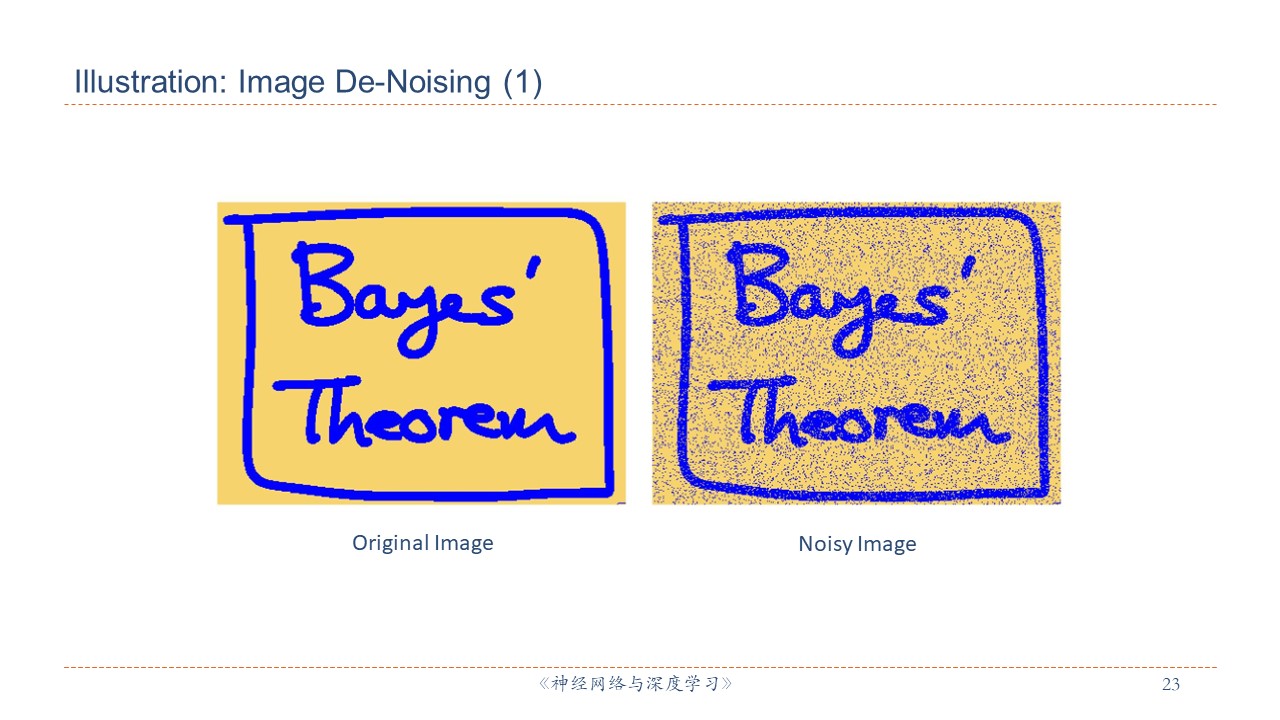 Illustration: Image De-Noising (1)
Bayes'
Theorem
Bayes'
Theorem
Original Image
Noisy Image
《神经网络与深度学习》
23